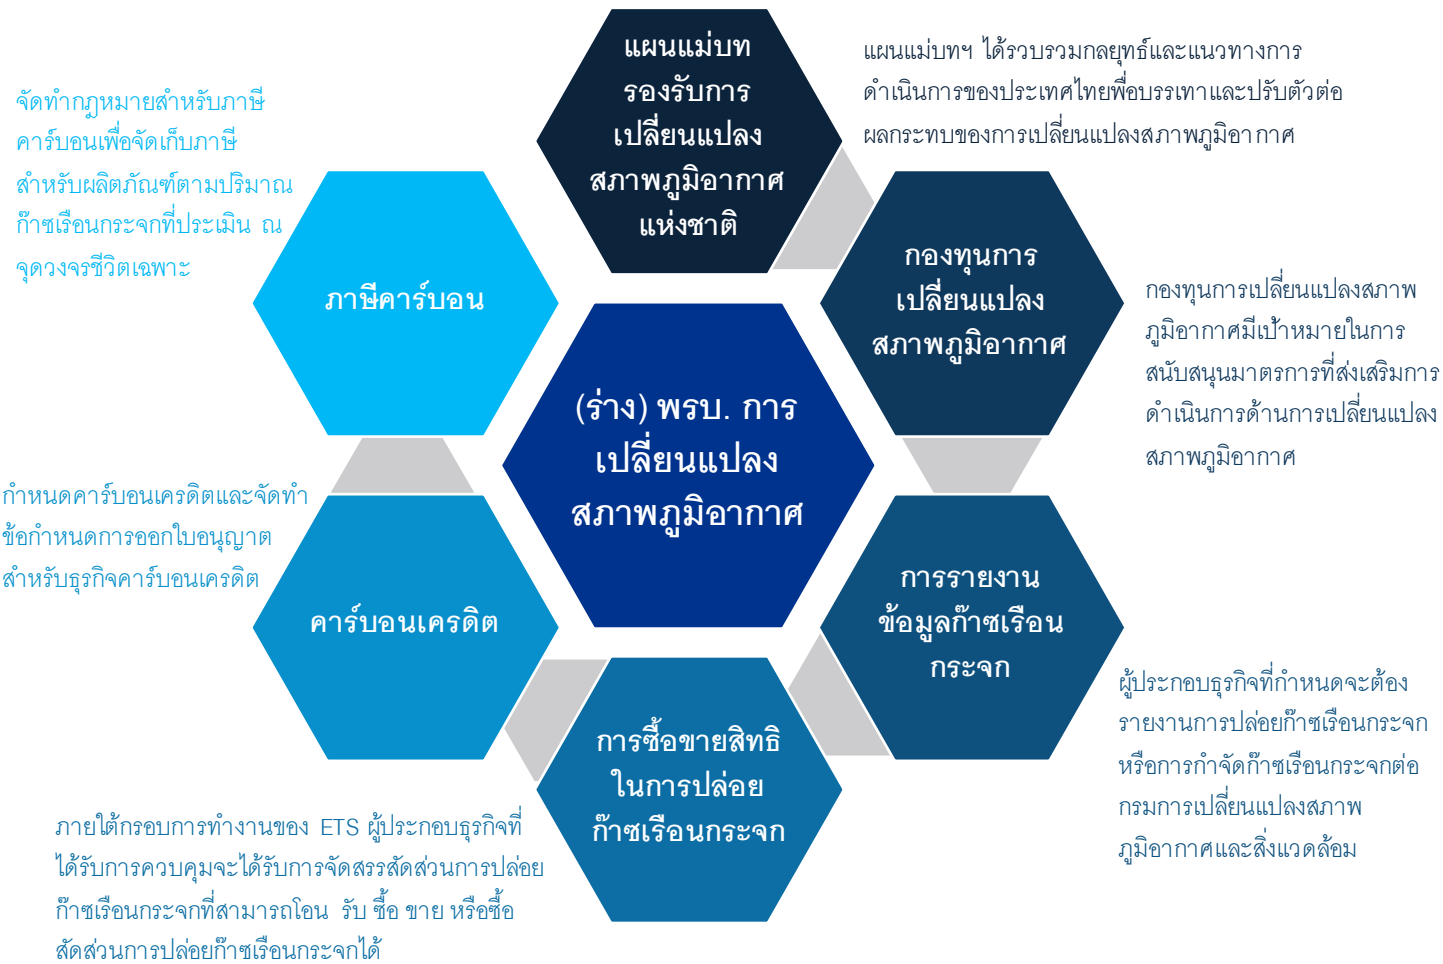 แผนแม่บท
รองรับการ
เปลี่ยนแปลง
สภาพภูมิอากาศ
แห่งชาติ
แผนแม่บทฯ ได้รวบรวมกลยุทธ์และแนวทางการ
ดำเนินการของประเทศไทยพื่อบรรเทาและปรับตัวต่อ
ผลกระทบของการเปลี่ยนแปลงสภาพภูมิอากาศ
กองทุนการ
เปลี่ยนแปลง
สภาพภูมิอากาศ
กองทุนการเปลี่ยนแปลงสภาพ
ภูมิอากาศมีเป้าหมายในการ
สนับสนุนมาตรการที่ส่งเสริมการ
ดำเนินการด้านการเปลี่ยนแปลง
สภาพภูมิอากาศ
การรายงาน
ข้อมูลก๊าซเรือน
กระจก
ผู้ประกอบธุรกิจที่กำหนดจะต้อง
รายงานการปล่อยก๊าซเรือนกระจก
หรือการกำจัดก๊าซเรือนกระจกต่อ
กรมการเปลี่ยนแปลงสภาพ
ภูมิอากาศและสิ่งแวดล้อม
การซื้อขายสิทธิ
ในการปล่อย
ก๊าซเรือนกระจก
ภายใต้กรอบการทำงานของ ETS ผู้ประกอบธุรกิจที่
ได้รับการควบคุมจะได้รับการจัดสรรสัดส่วนการปล่อย
ก๊าซเรือนกระจกที่สามารถโอน รับ ซื้อ ขาย หรือซื้อ
สัดส่วนการปล่อยก๊าซเรือนกระจกได้
คาร์บอนเครดิต
กำหนดคาร์บอนเครดิตและจัดทำ
ข้อกำหนดการออกใบอนุญาต
สำหรับธุรกิจคาร์บอนเครดิต
ภาษีคาร์บอน
จัดทำกฎหมายสำหรับภาษี
คาร์บอนเพื่อจัดเก็บภาษี
สำหรับผลิตภัณฑ์ตามปริมาณ
ก๊าซเรือนกระจกที่ประเมิน ณ
จุดวงจรชีวิตเฉพาะ
(ร่าง) พรบ. การ
เปลี่ยนแปลง
สภาพภูมิอากาศ